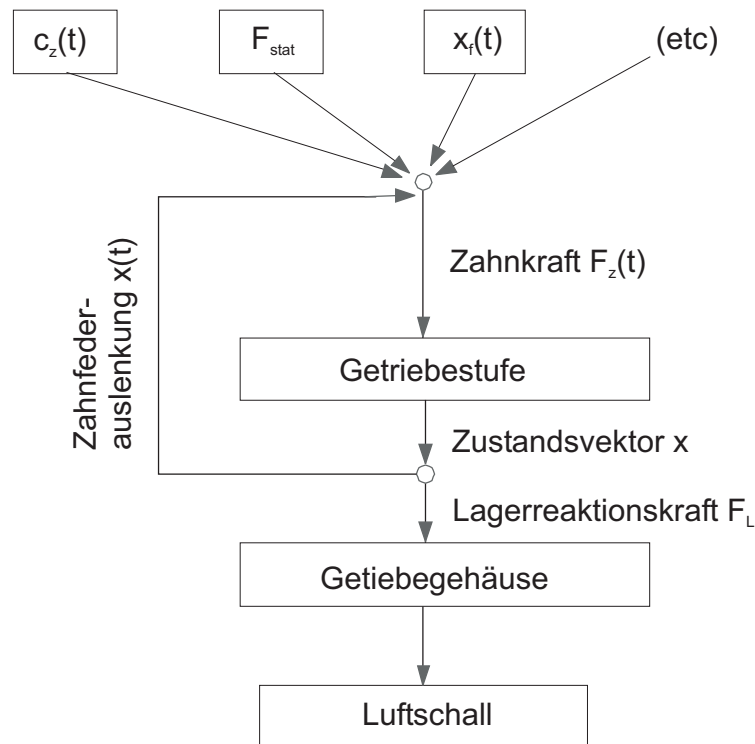 c_z(t)
F_stat
x_f(t)
(etc)
Zahnkraft F_z(t)
Zahnfeder-
auslenkung x(t)
Getriebestufe
Zustandsvektor x
Lagerreaktionskraft F_L
Getiebegehäuse
Luftschall